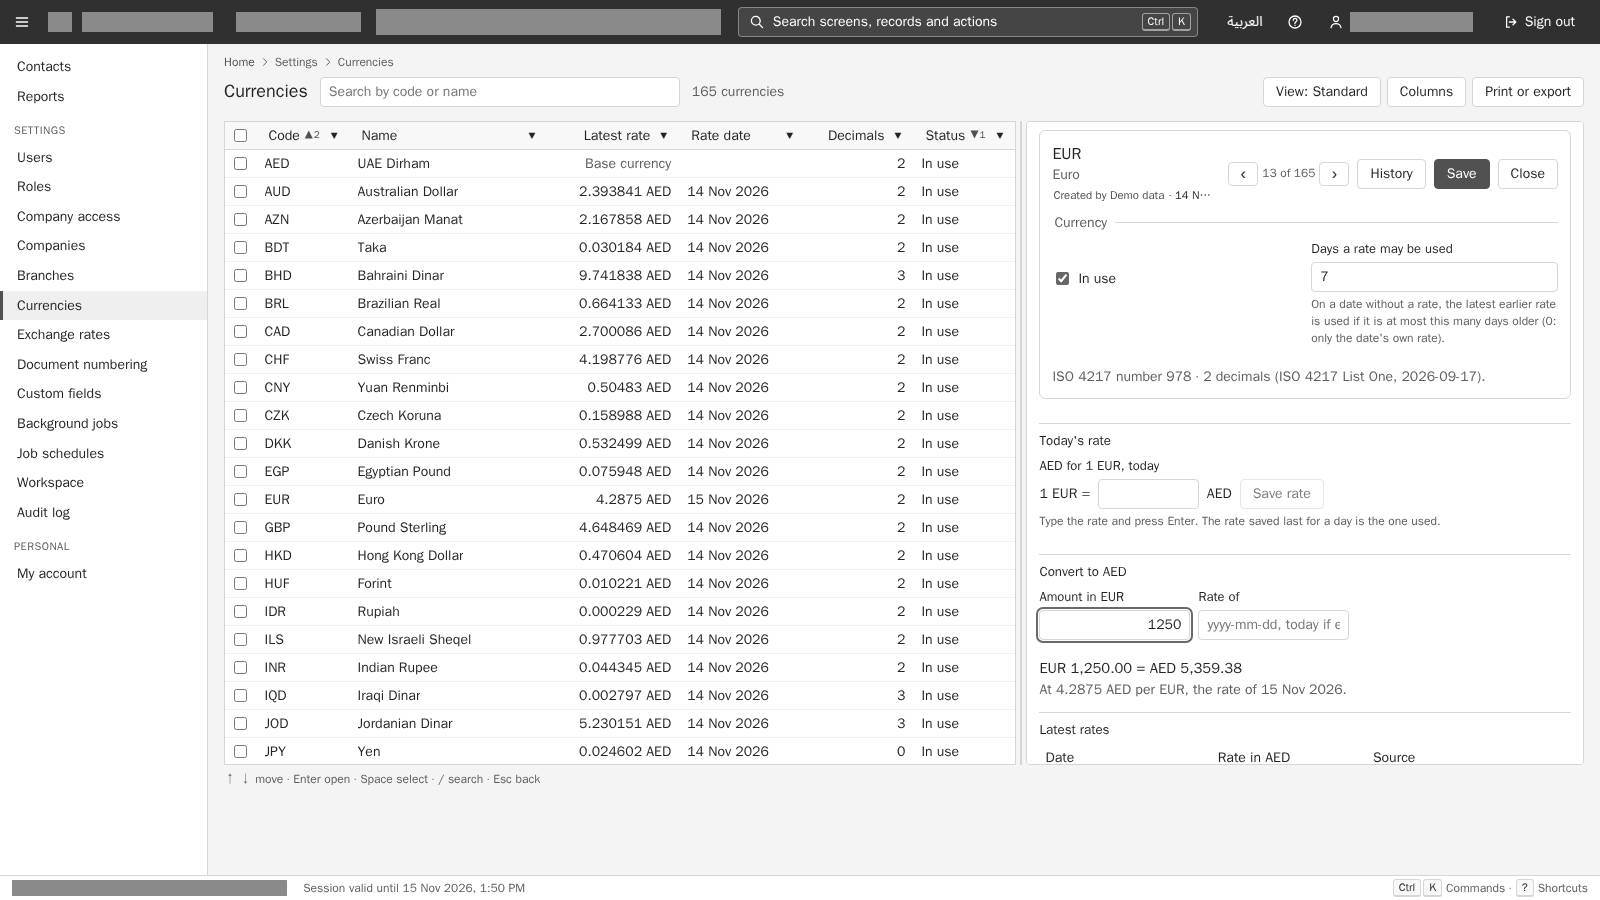 Search screens, records and actions Ctrl K العربية Sign out
Contacts
Reports
SETTINGS
Users
Roles
Company access
Companies
Branches
Currencies
Exchange rates
Document numbering
Custom fields
Background jobs
Job schedules
Workspace
Audit log
PERSONAL
My account
Home > Settings > Currencies
Currencies Search by code or name 165 currencies View: Standard Columns Print or export
Code ▲2 ▼ Name ▼ Latest rate ▼ Rate date ▼ Decimals ▼ Status ▼1 ▼
AED UAE Dirham Base currency 2 In use
AUD Australian Dollar 2.393841 AED 14 Nov 2026 2 In use
AZN Azerbaijan Manat 2.167858 AED 14 Nov 2026 2 In use
BDT Taka 0.030184 AED 14 Nov 2026 2 In use
BHD Bahraini Dinar 9.741838 AED 14 Nov 2026 3 In use
BRL Brazilian Real 0.664133 AED 14 Nov 2026 2 In use
CAD Canadian Dollar 2.700086 AED 14 Nov 2026 2 In use
CHF Swiss Franc 4.198776 AED 14 Nov 2026 2 In use
CNY Yuan Renminbi 0.50483 AED 14 Nov 2026 2 In use
CZK Czech Koruna 0.158988 AED 14 Nov 2026 2 In use
DKK Danish Krone 0.532499 AED 14 Nov 2026 2 In use
EGP Egyptian Pound 0.075948 AED 14 Nov 2026 2 In use
EUR Euro 4.2875 AED 15 Nov 2026 2 In use
GBP Pound Sterling 4.648469 AED 14 Nov 2026 2 In use
HKD Hong Kong Dollar 0.470604 AED 14 Nov 2026 2 In use
HUF Forint 0.010221 AED 14 Nov 2026 2 In use
IDR Rupiah 0.000229 AED 14 Nov 2026 2 In use
ILS New Israeli Sheqel 0.977703 AED 14 Nov 2026 2 In use
INR Indian Rupee 0.044345 AED 14 Nov 2026 2 In use
IQD Iraqi Dinar 0.002797 AED 14 Nov 2026 3 In use
JOD Jordanian Dinar 5.230151 AED 14 Nov 2026 3 In use
JPY Yen 0.024602 AED 14 Nov 2026 0 In use
↑ ↓ move · Enter open · Space select · / search · Esc back
EUR
Euro
Created by Demo data · 14 N···
‹ 13 of 165 › History Save Close
Currency
In use
Days a rate may be used
7
On a date without a rate, the latest earlier rate
is used if it is at most this many days older (0:
only the date's own rate).
ISO 4217 number 978 · 2 decimals (ISO 4217 List One, 2026-09-17).
Today's rate
AED for 1 EUR, today
1 EUR = AED Save rate
Type the rate and press Enter. The rate saved last for a day is the one used.
Convert to AED
Amount in EUR Rate of
1250 yyyy-mm-dd, today if e
EUR 1,250.00 = AED 5,359.38
At 4.2875 AED per EUR, the rate of 15 Nov 2026.
Latest rates
Date Rate in AED Source
Session valid until 15 Nov 2026, 1:50 PM Ctrl K Commands · ? Shortcuts